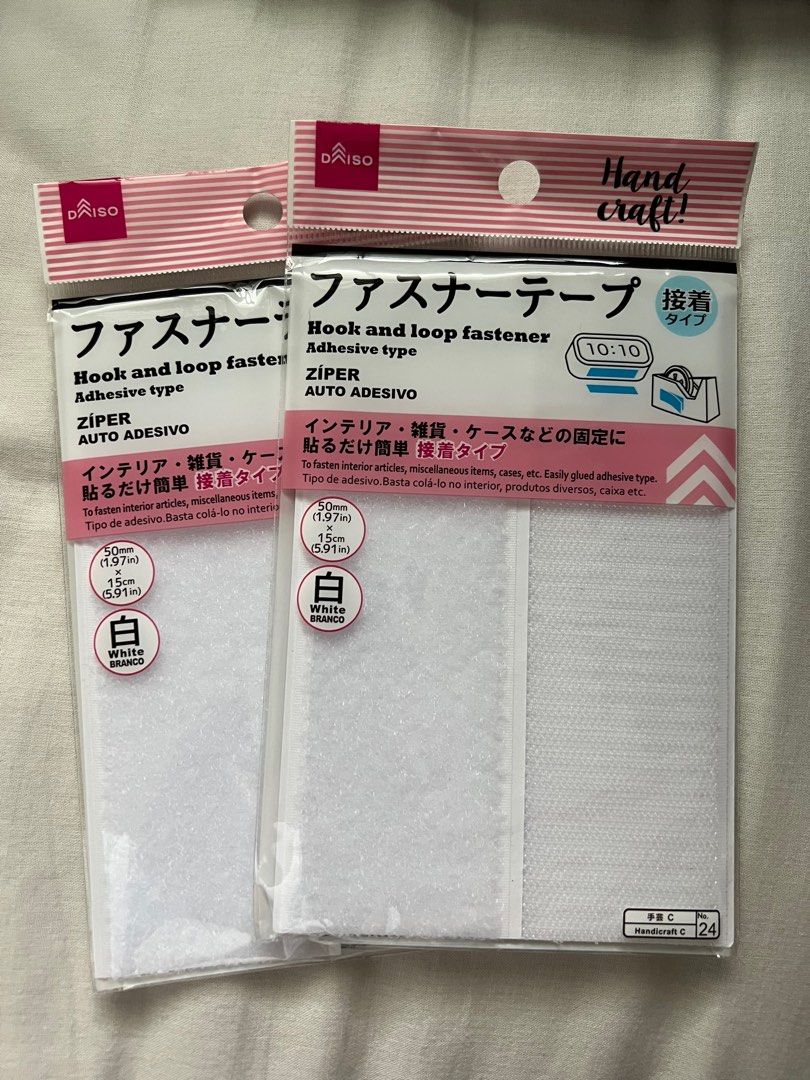 DAISO
Hand
craft!
ファスナーテープ
接着
タイプ
Hook and loop fastener
Adhesive type
ZÍPER
AUTO ADESIVO
10:10
インテリア・雑貨・ケースなどの固定に
貼るだけ簡単 接着タイプ
To fasten interior articles, miscellaneous items, cases, etc. Easily glued adhesive type.
Tipo de adesivo.Basta colá-lo no interior, produtos diversos, caixa etc.
50mm
(1.97in)
×
15cm
(5.91in)
白
White
BRANCO
手芸 C
Handicraft C
No.
24
DAISO
ファスナー
Hook and loop fasten
Adhesive type
ZÍPER
AUTO ADESIVO
インテリア・雑貨・ケー
貼るだけ簡単 接着タイプ
To fasten interior articles, miscellaneous items,
Tipo de adesivo.Basta colá-lo no interio
50mm
(1.97in)
×
15cm
(5.91in)
白
White
BRANCO